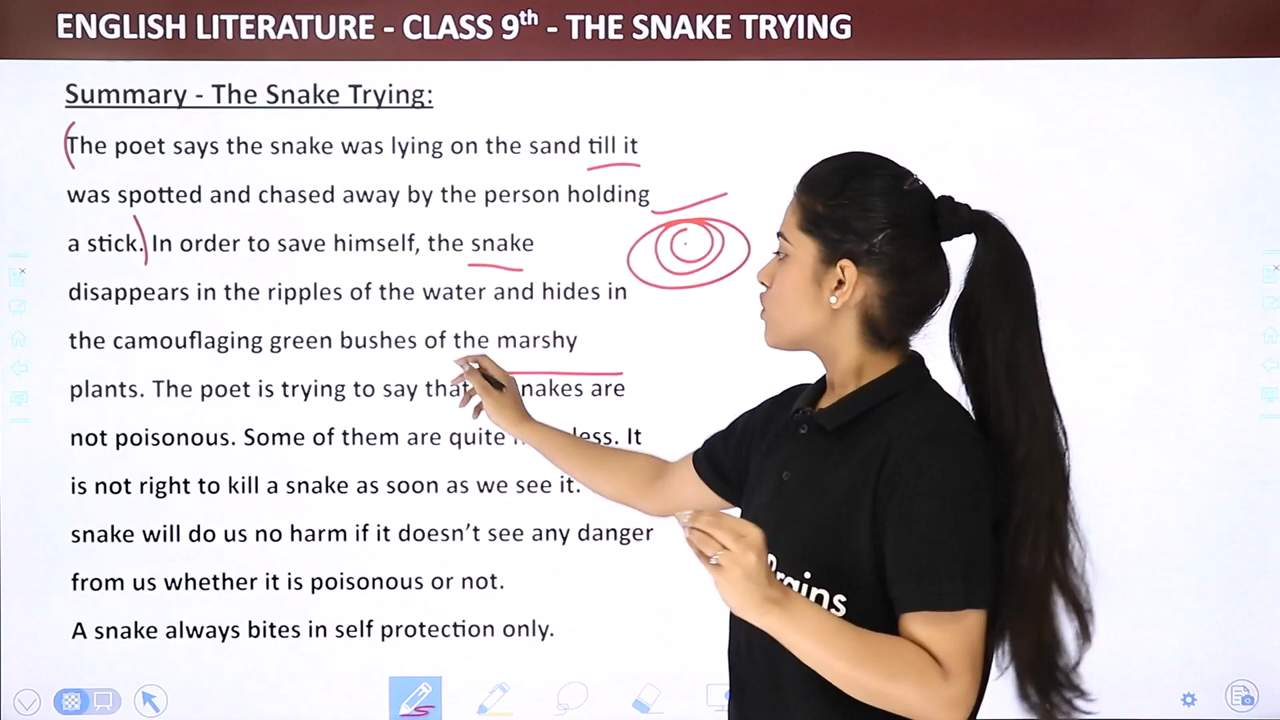 ENGLISH LITERATURE - CLASS 9th - THE SNAKE TRYING
Summary - The Snake Trying:
The poet says the snake was lying on the sand till it
was spotted and chased away by the person holding
a stick. In order to save himself, the snake
disappears in the ripples of the water and hides in
the camouflaging green bushes of the marshy
plants. The poet is trying to say that snakes are
not poisonous. Some of them are quite less. It
is not right to kill a snake as soon as we see it.
snake will do us no harm if it doesn't see any danger
from us whether it is poisonous or not.
A snake always bites in self protection only.
Brains